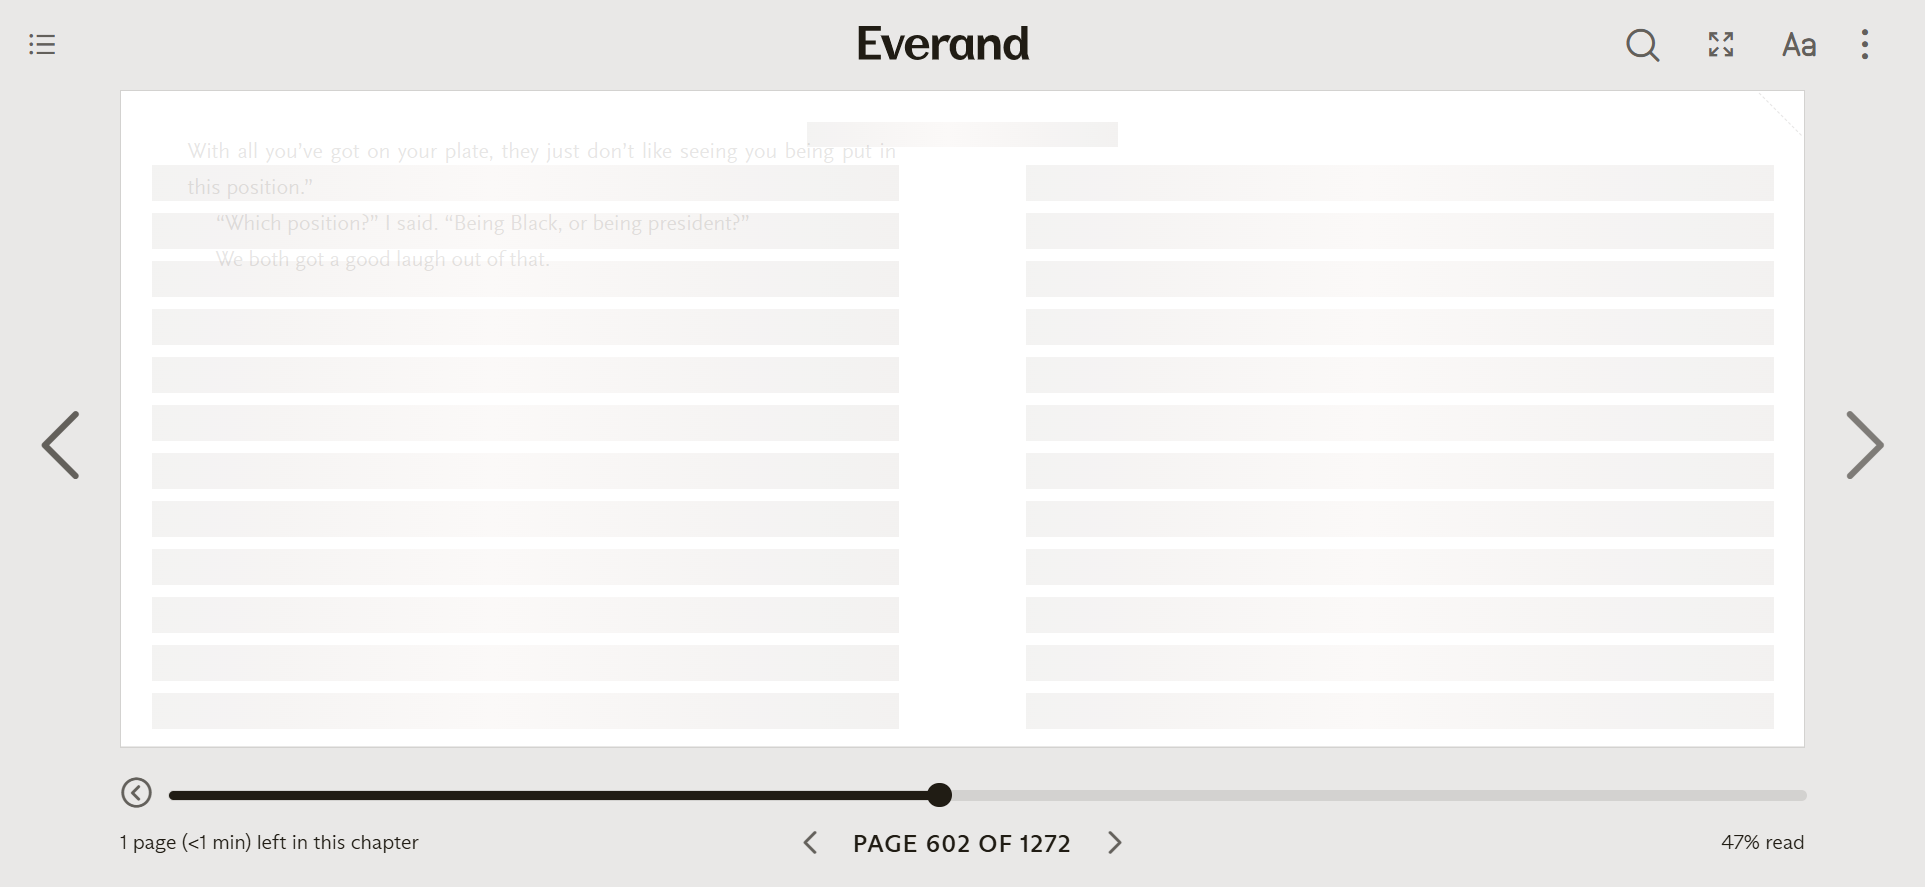 Everand
Aa
With all you’ve got on your plate, they just don’t like seeing you being put in
this position.”
“Which position?” I said. “Being Black, or being president?”
We both got a good laugh out of that.
1 page (<1 min) left in this chapter
PAGE 602 OF 1272
47% read